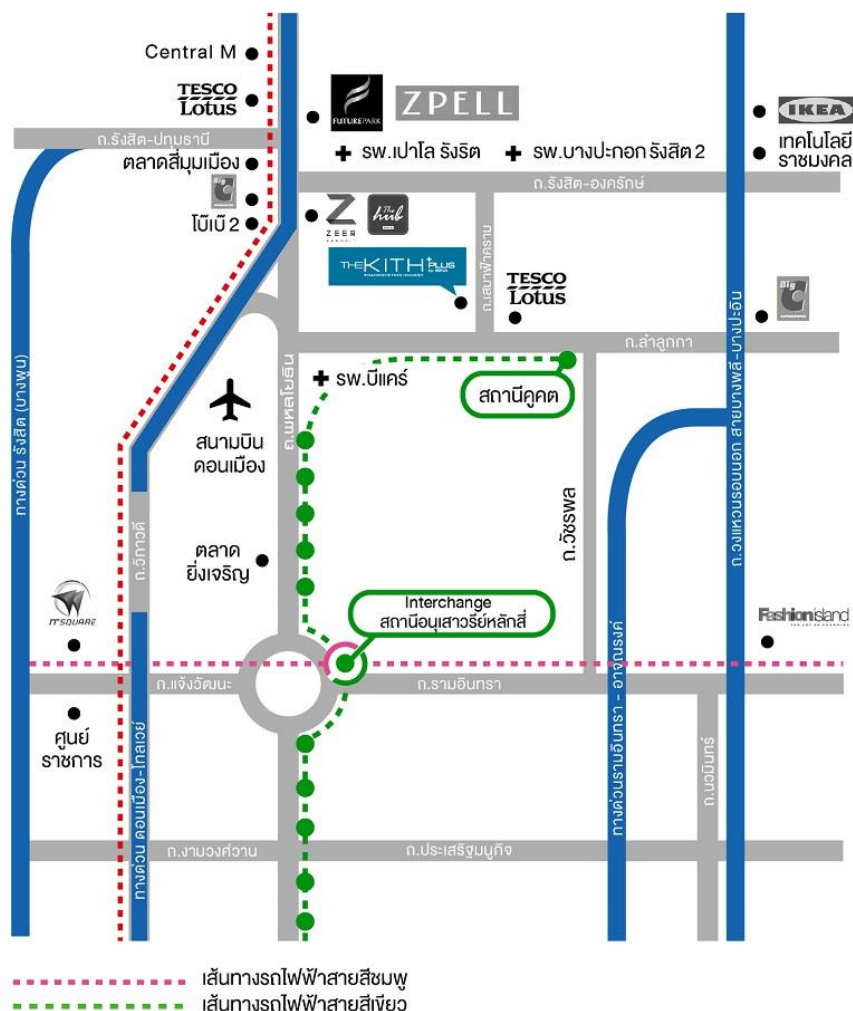 Central M
TESCO
Lotus
FUTUREPARK
ZPELL
IKEA
ถ.รังสิต-ปทุมธานี
ตลาดสี่มุมเมือง
รพ.เปาโล รังริต
รพ.บางปะกอก รังสิต 2
เทคโนโลยี
ราชมงคล
ถ.รังสิต-องครักษ์
Big
C
โบ๊เบ๊ 2
Z
ZEER
The
hub
THE KITH +PLUS
ถ.เสมาฟ้าคราม
TESCO
Lotus
Big
C
ถ.ลำลูกกา
รพ.บีแคร์
สถานีคูคต
ถ.พหลโยธิน
สนามบิน
ดอนเมือง
ทางด่วน รังสิต (บางพูน)
ถ.วงแหวนรอบนอก สายบางพลี-บางปะอิน
ถ.วิภาวดี
ตลาด
ยิ่งเจริญ
ถ.วัชรพล
IT SQUARE
Interchange
สถานีอนุเสาวรีย์หลักสี่
Fashionisland
ถ.แจ้งวัฒนะ
ถ.รามอินทรา
ศูนย์
ราชการ
ทางด่วน ดอนเมือง-โทลเวย์
ทางด่วนรามอินทรา - อาจณรงค์
ถ.นวมินทร์
ถ.งามวงศ์วาน
ถ.ประเสริฐมนูกิจ
เส้นทางรถไฟฟ้าสายสีชมพู
เส้นทางรถไฟฟ้าสายสีเขียว